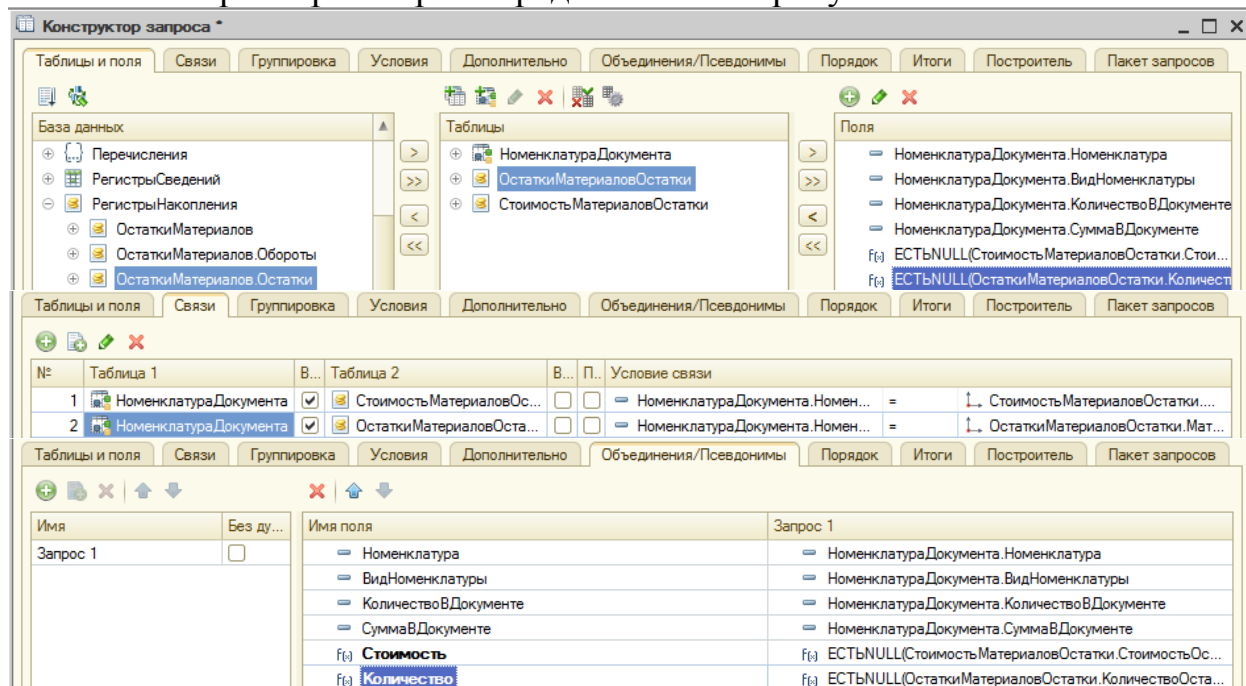 Конструктор запроса *
Таблицы и поля Связи Группировка Условия Дополнительно Объединения/Псевдонимы Порядок Итоги Построитель Пакет запросов
База данных Таблицы Поля
Перечисления НоменклатураДокумента НоменклатураДокумента.Номенклатура
РегистрыСведений ОстаткиМатериаловОстатки НоменклатураДокумента.ВидНоменклатуры
РегистрыНакопления СтоимостьМатериаловОстатки НоменклатураДокумента.КоличествоВДокументе
ОстаткиМатериалов НоменклатураДокумента.СуммаВДокументе
ОстаткиМатериалов.Обороты ЕСТЬNULL(СтоимостьМатериаловОстатки.Стои...
ОстаткиМатериалов.Остатки ЕСТЬNULL(ОстаткиМатериаловОстатки.Количест
Таблицы и поля Связи Группировка Условия Дополнительно Объединения/Псевдонимы Порядок Итоги Построитель Пакет запросов
№ Таблица 1 В... Таблица 2 В... П.. Условие связи
1 НоменклатураДокумента СтоимостьМатериаловОс... НоменклатураДокумента.Номен... = СтоимостьМатериаловОстатки....
2 НоменклатураДокумента ОстаткиМатериаловОста... НоменклатураДокумента.Номен... = ОстаткиМатериаловОстатки.Мат...
Таблицы и поля Связи Группировка Условия Дополнительно Объединения/Псевдонимы Порядок Итоги Построитель Пакет запросов
Имя Без ду... Имя поля Запрос 1
Запрос 1 Номенклатура НоменклатураДокумента.Номенклатура
ВидНоменклатуры НоменклатураДокумента.ВидНоменклатуры
КоличествоВДокументе НоменклатураДокумента.КоличествоВДокументе
СуммаВДокументе НоменклатураДокумента.СуммаВДокументе
Стоимость ЕСТЬNULL(СтоимостьМатериаловОстатки.СтоимостьОс...
Количество ЕСТЬNULL(ОстаткиМатериаловОстатки.КоличествоОста...